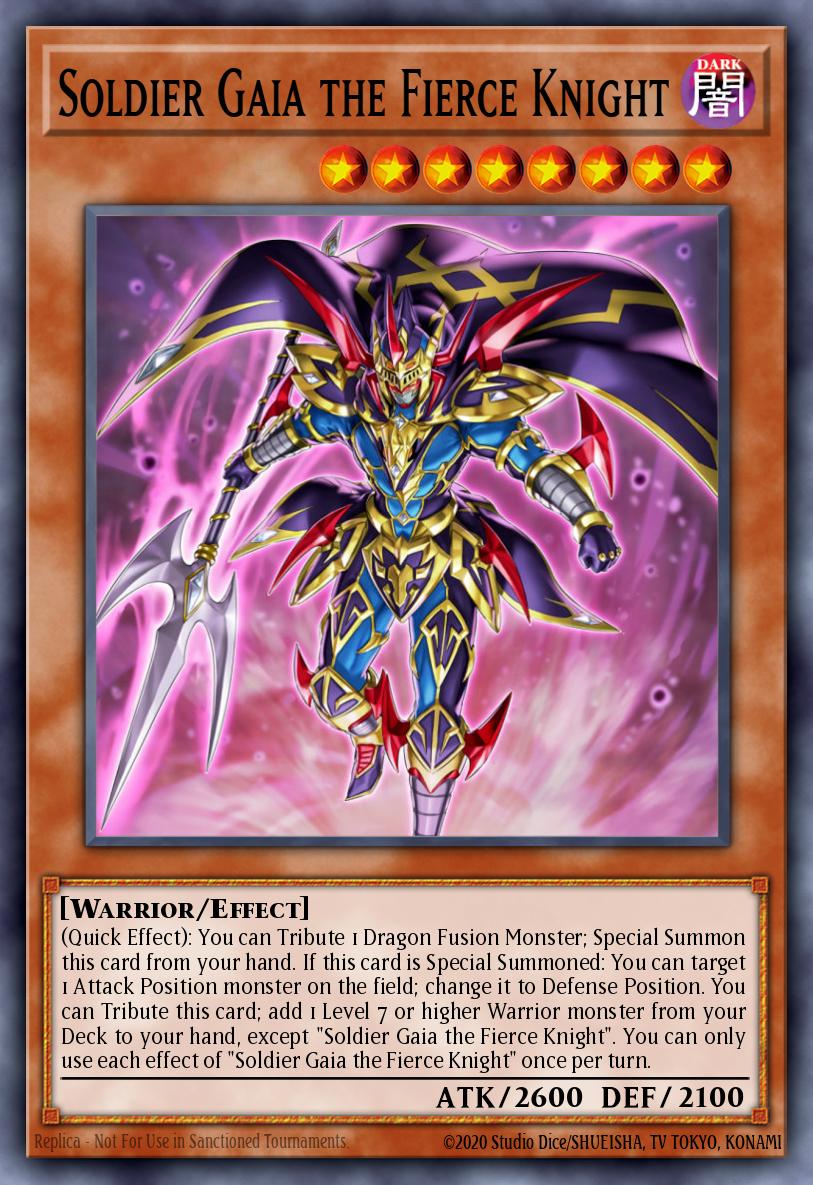 Soldier Gaia the Fierce Knight
DARK
闇
[Warrior/Effect]
(Quick Effect): You can Tribute 1 Dragon Fusion Monster; Special Summon
this card from your hand. If this card is Special Summoned: You can target
1 Attack Position monster on the field; change it to Defense Position. You
can Tribute this card; add 1 Level 7 or higher Warrior monster from your
Deck to your hand, except "Soldier Gaia the Fierce Knight". You can only
use each effect of "Soldier Gaia the Fierce Knight" once per turn.
ATK/2600 DEF/2100
Replica - Not For Use in Sanctioned Tournaments.
©2020 Studio Dice/SHUEISHA, TV TOKYO, KONAMI